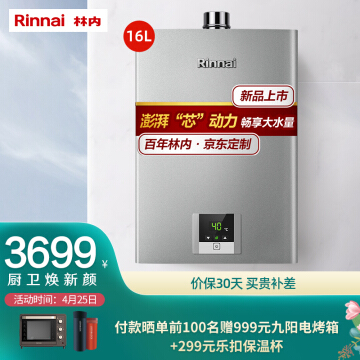 Rinnai 林内
16L
Rinnai
新品上市
澎湃“芯”动力 畅享大水量
百年林内·京东定制
40℃
3699¥
厨卫焕新颜
活动时间：4月25日
价保30天 买贵补差
付款晒单前100名赠999元九阳电烤箱
+299元乐扣保温杯